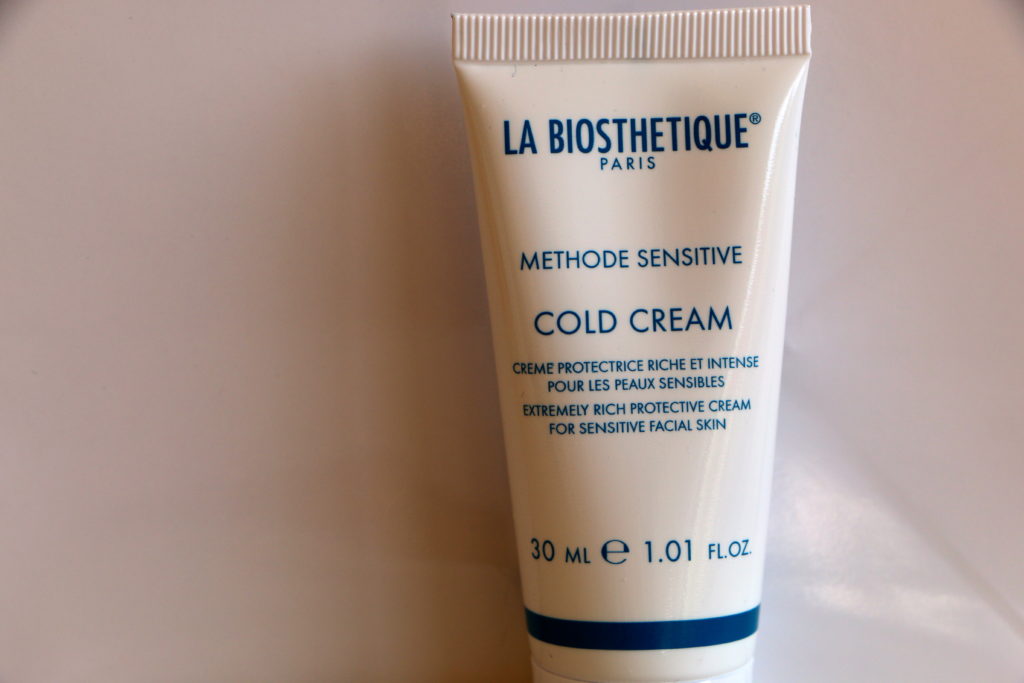 LA BIOSTHETIQUE®
PARIS
METHODE SENSITIVE
COLD CREAM
CREME PROTECTRICE RICHE ET INTENSE
POUR LES PEAUX SENSIBLES
EXTREMELY RICH PROTECTIVE CREAM
FOR SENSITIVE FACIAL SKIN
30 ML ℮ 1.01 FL.OZ.